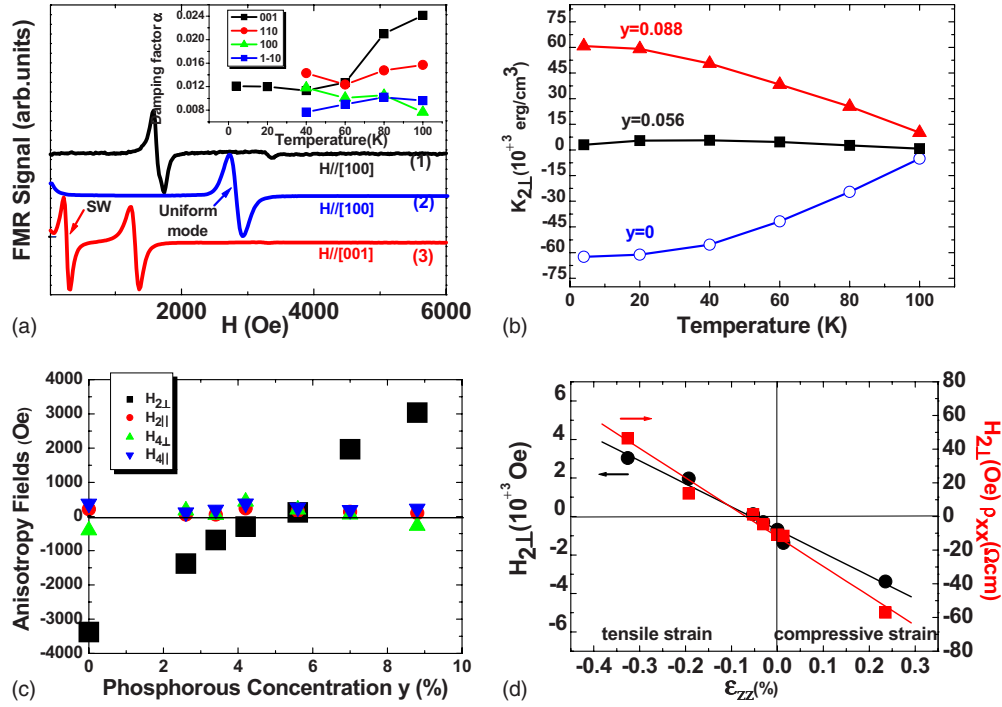 FMR Signal (arb.units)
Damping factor α
0.024
0.018
0.012
0.008
001
110
100
1-10
0 20 40 60 80 100
Temperature(K)
(1)
H//[100]
SW
Uniform
mode
H//[100]
(2)
H//[001]
(3)
2000 4000 6000
H (Oe)
(a)
K2⊥(10+3 erg/cm3)
75
60
45
30
15
0
-15
-30
-45
-60
-75
y=0.088
y=0.056
y=0
0 20 40 60 80 100
Temperature (K)
(b)
Anisotropy Fields (Oe)
4000
3000
2000
1000
0
-1000
-2000
-3000
-4000
H2⊥
H2||
H4⊥
H4||
0 2 4 6 8 10
Phosphorous Concentration y (%)
(c)
H2⊥(10+3 Oe)
6
4
2
0
-2
-4
-6
80
60
40
20
0
-20
-40
-60
-80
H2⊥(Oe) ρxx(Ωcm)
tensile strain
compressive strain
-0.4 -0.3 -0.2 -0.1 0.0 0.1 0.2 0.3
εzz(%)
(d)